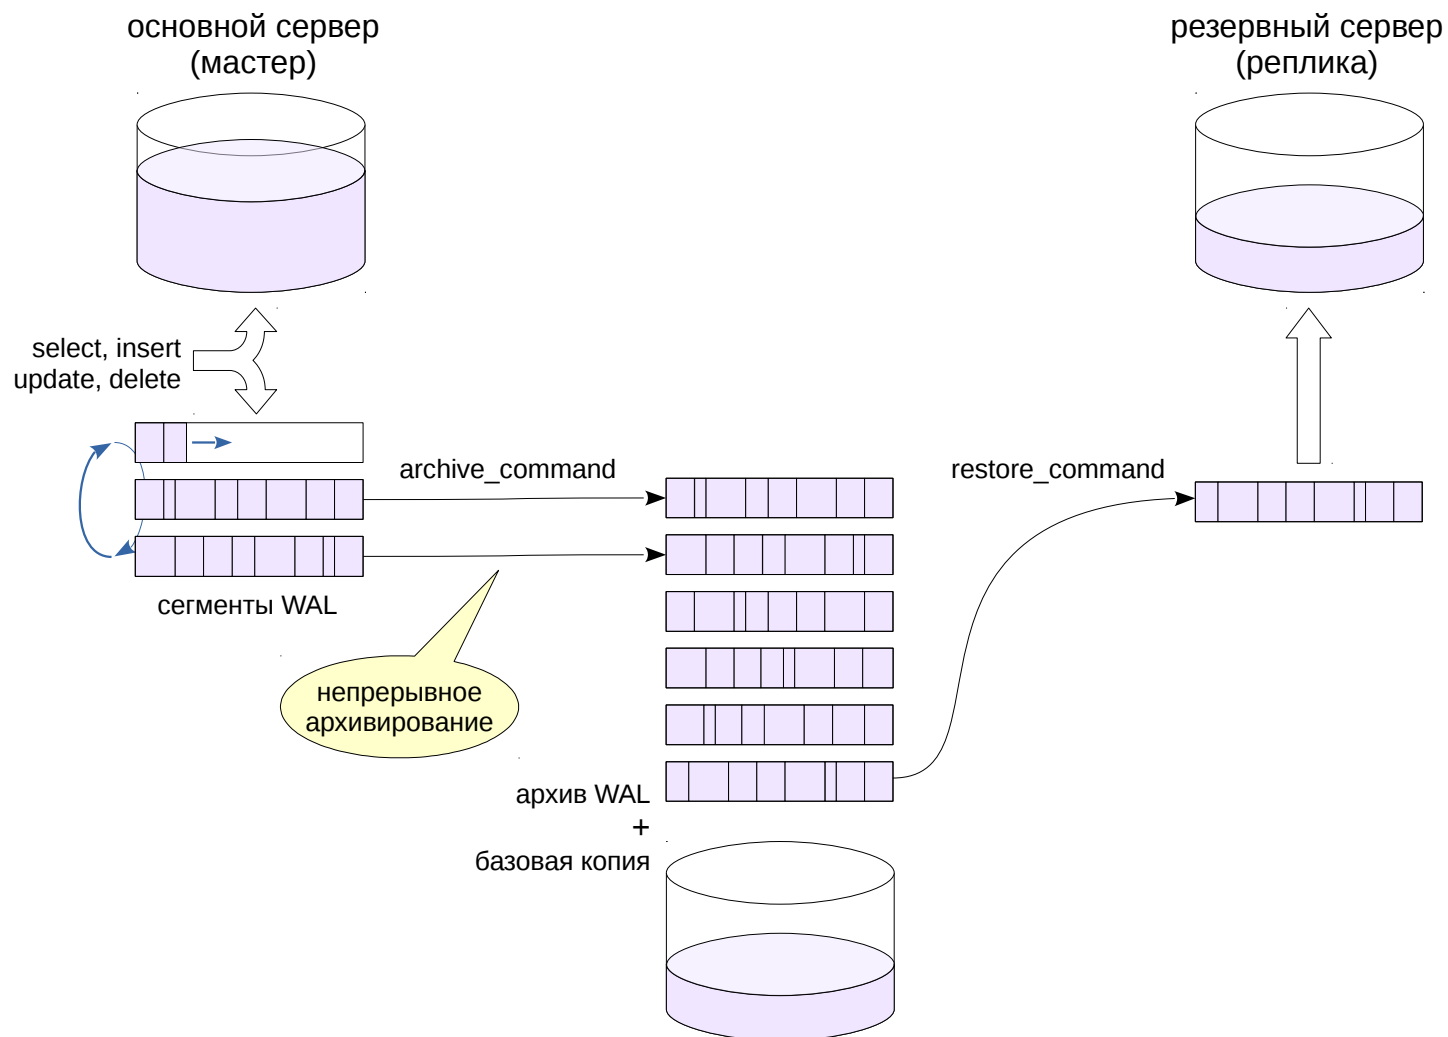 основной сервер
(мастер)
резервный сервер
(реплика)
select, insert
update, delete
archive_command
restore_command
сегменты WAL
непрерывное
архивирование
архив WAL
+
базовая копия